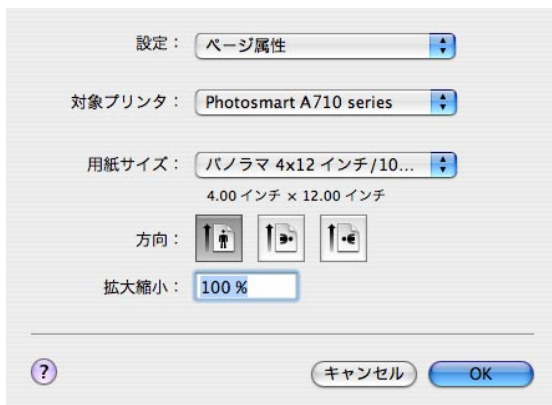 設定： ページ属性
対象プリンタ： Photosmart A710 series
用紙サイズ： パノラマ 4x12 インチ/10...
4.00 インチ × 12.00 インチ
方向：
拡大縮小： 100 %
? キャンセル OK